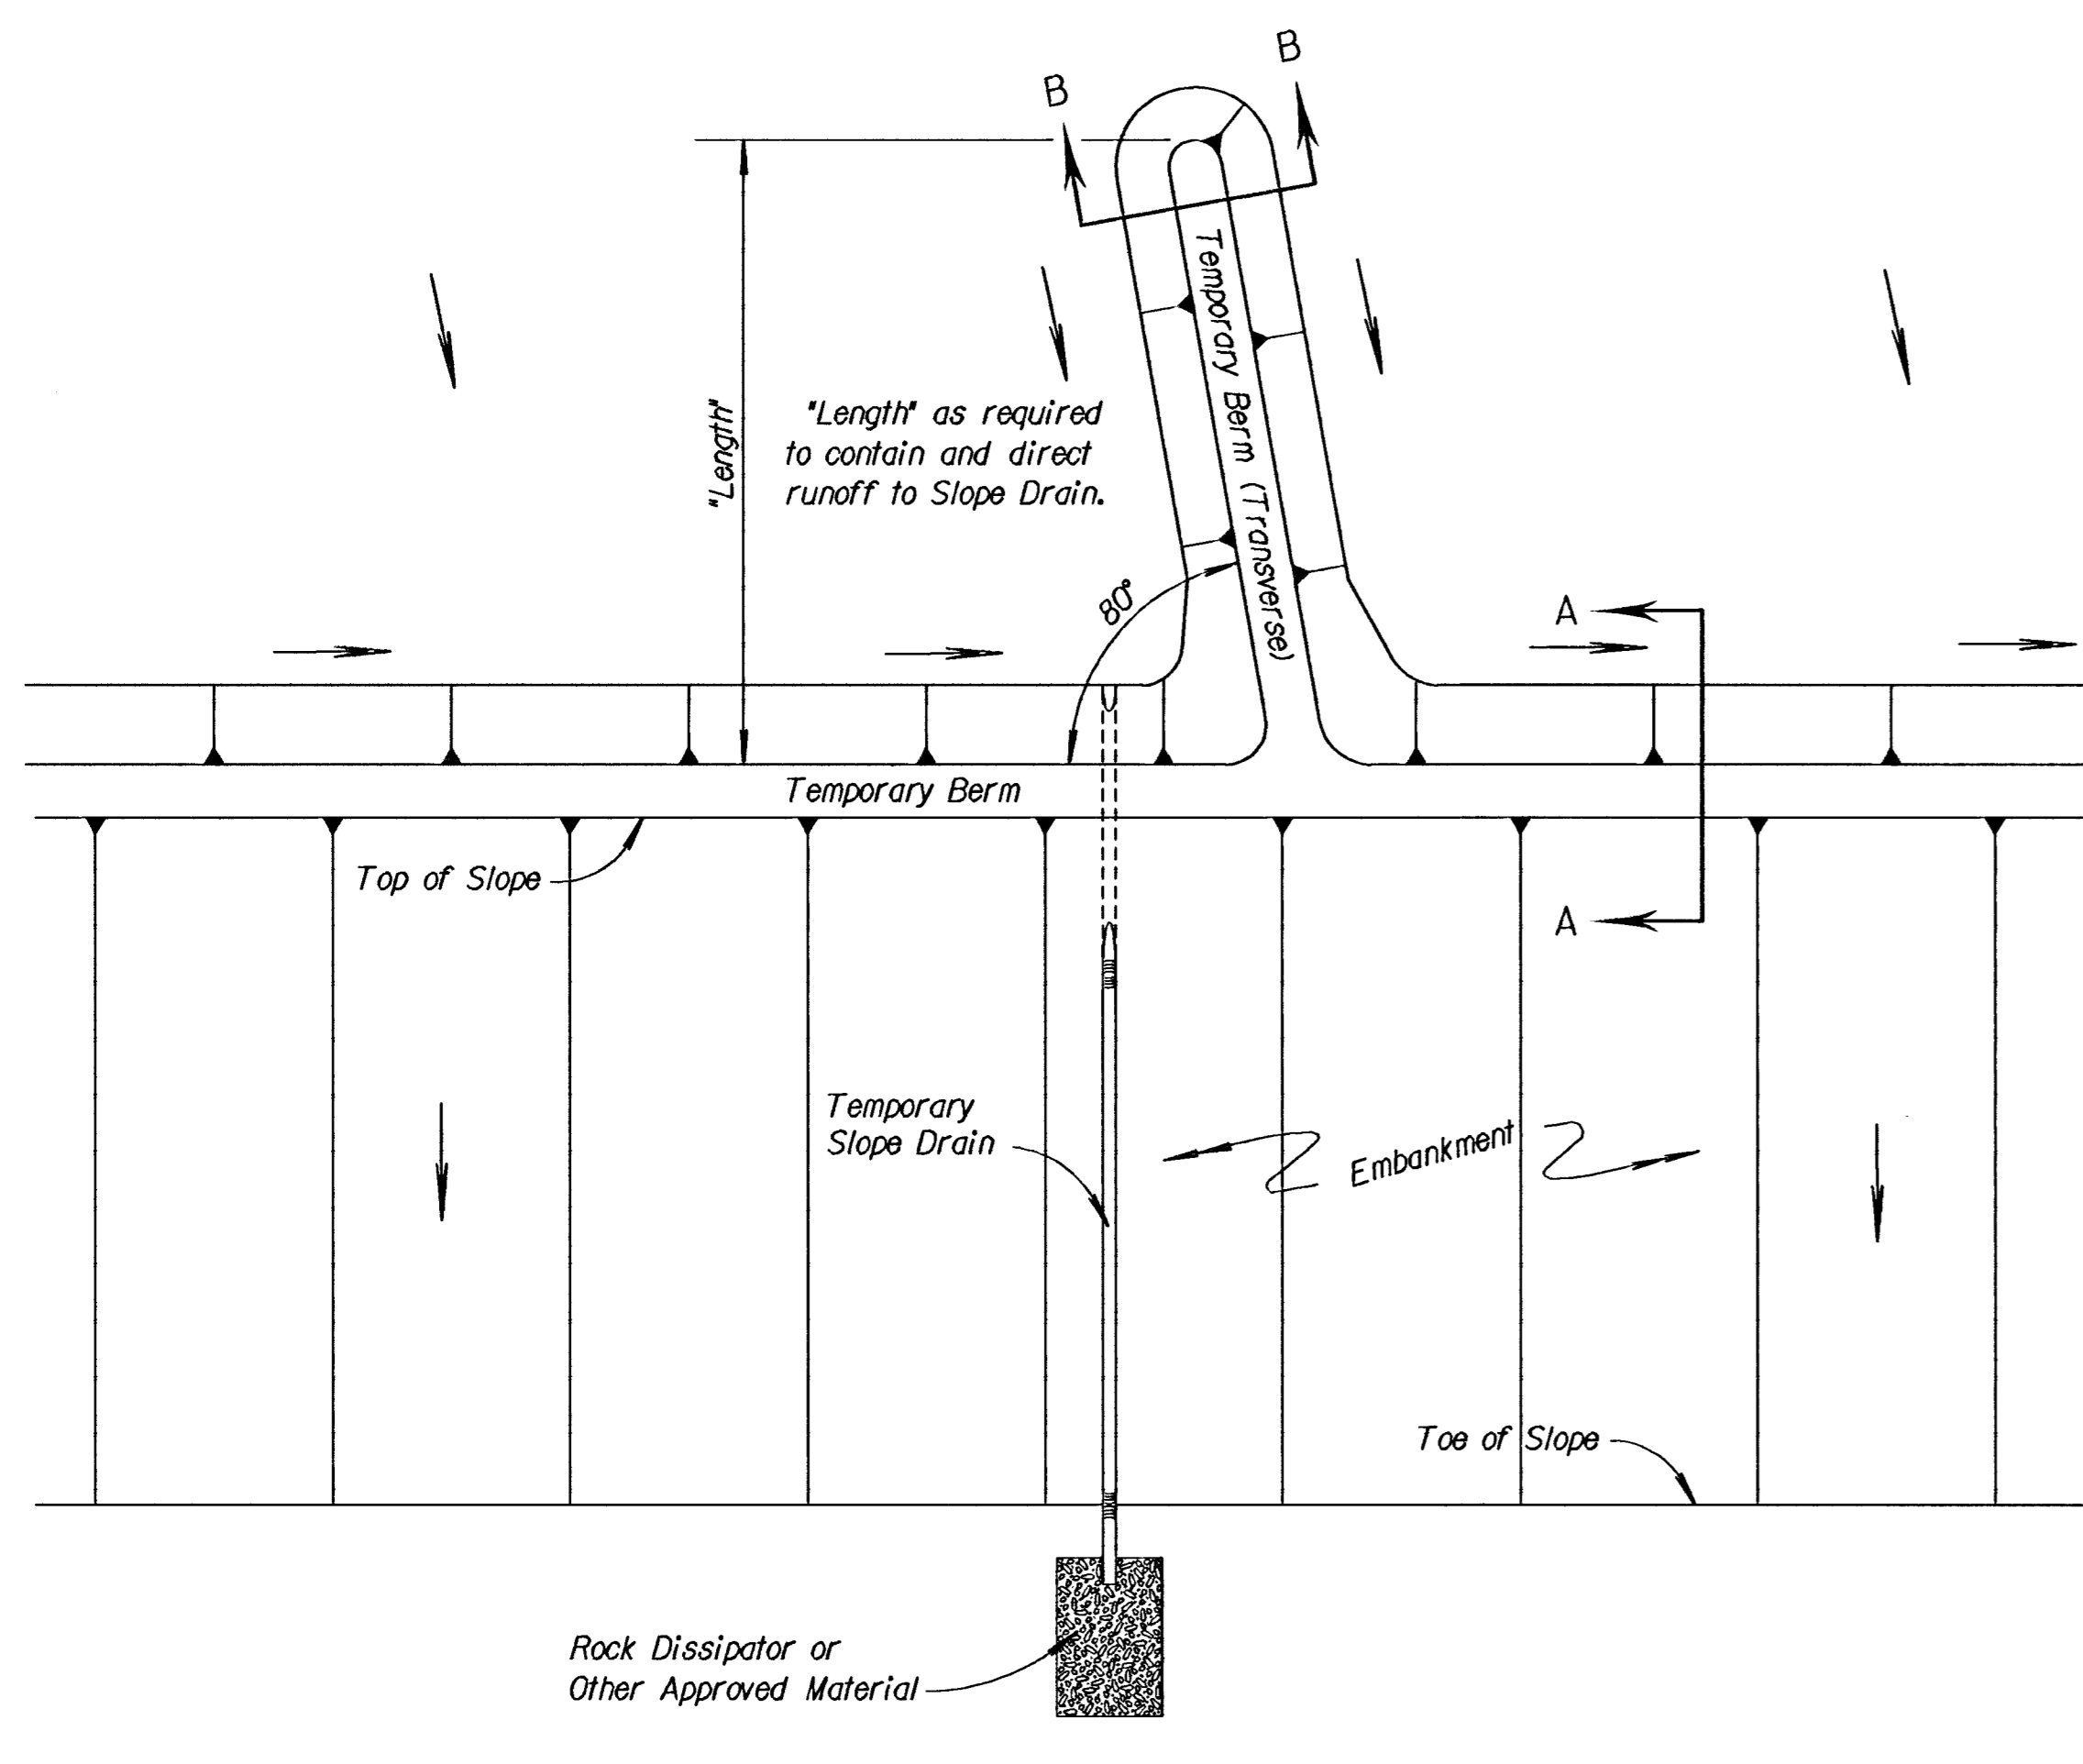 B
B
"Length"
"Length" as required
to contain and direct
runoff to Slope Drain.
Temporary Berm (Transverse)
80°
A
Temporary Berm
Top of Slope
A
Temporary
Slope Drain
Embankment
Toe of Slope
Rock Dissipator or
Other Approved Material